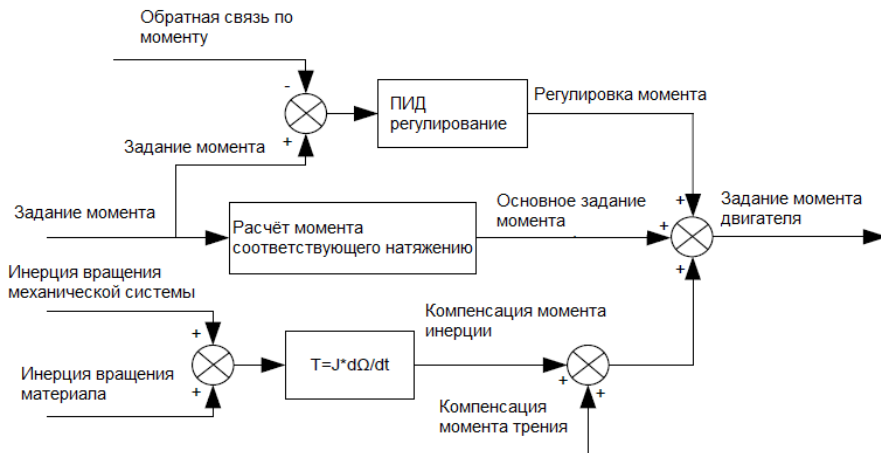 Обратная связь по
моменту
-
ПИД
регулирование
Регулировка момента
+
Задание момента
Задание момента
Расчёт момента
соответствующего натяжению
Основное задание
момента
+
+
+
Задание момента
двигателя
Инерция вращения
механической системы
+
+
Инерция вращения
материала
T=J*dΩ/dt
Компенсация момента
инерции
+
+
Компенсация
момента трения